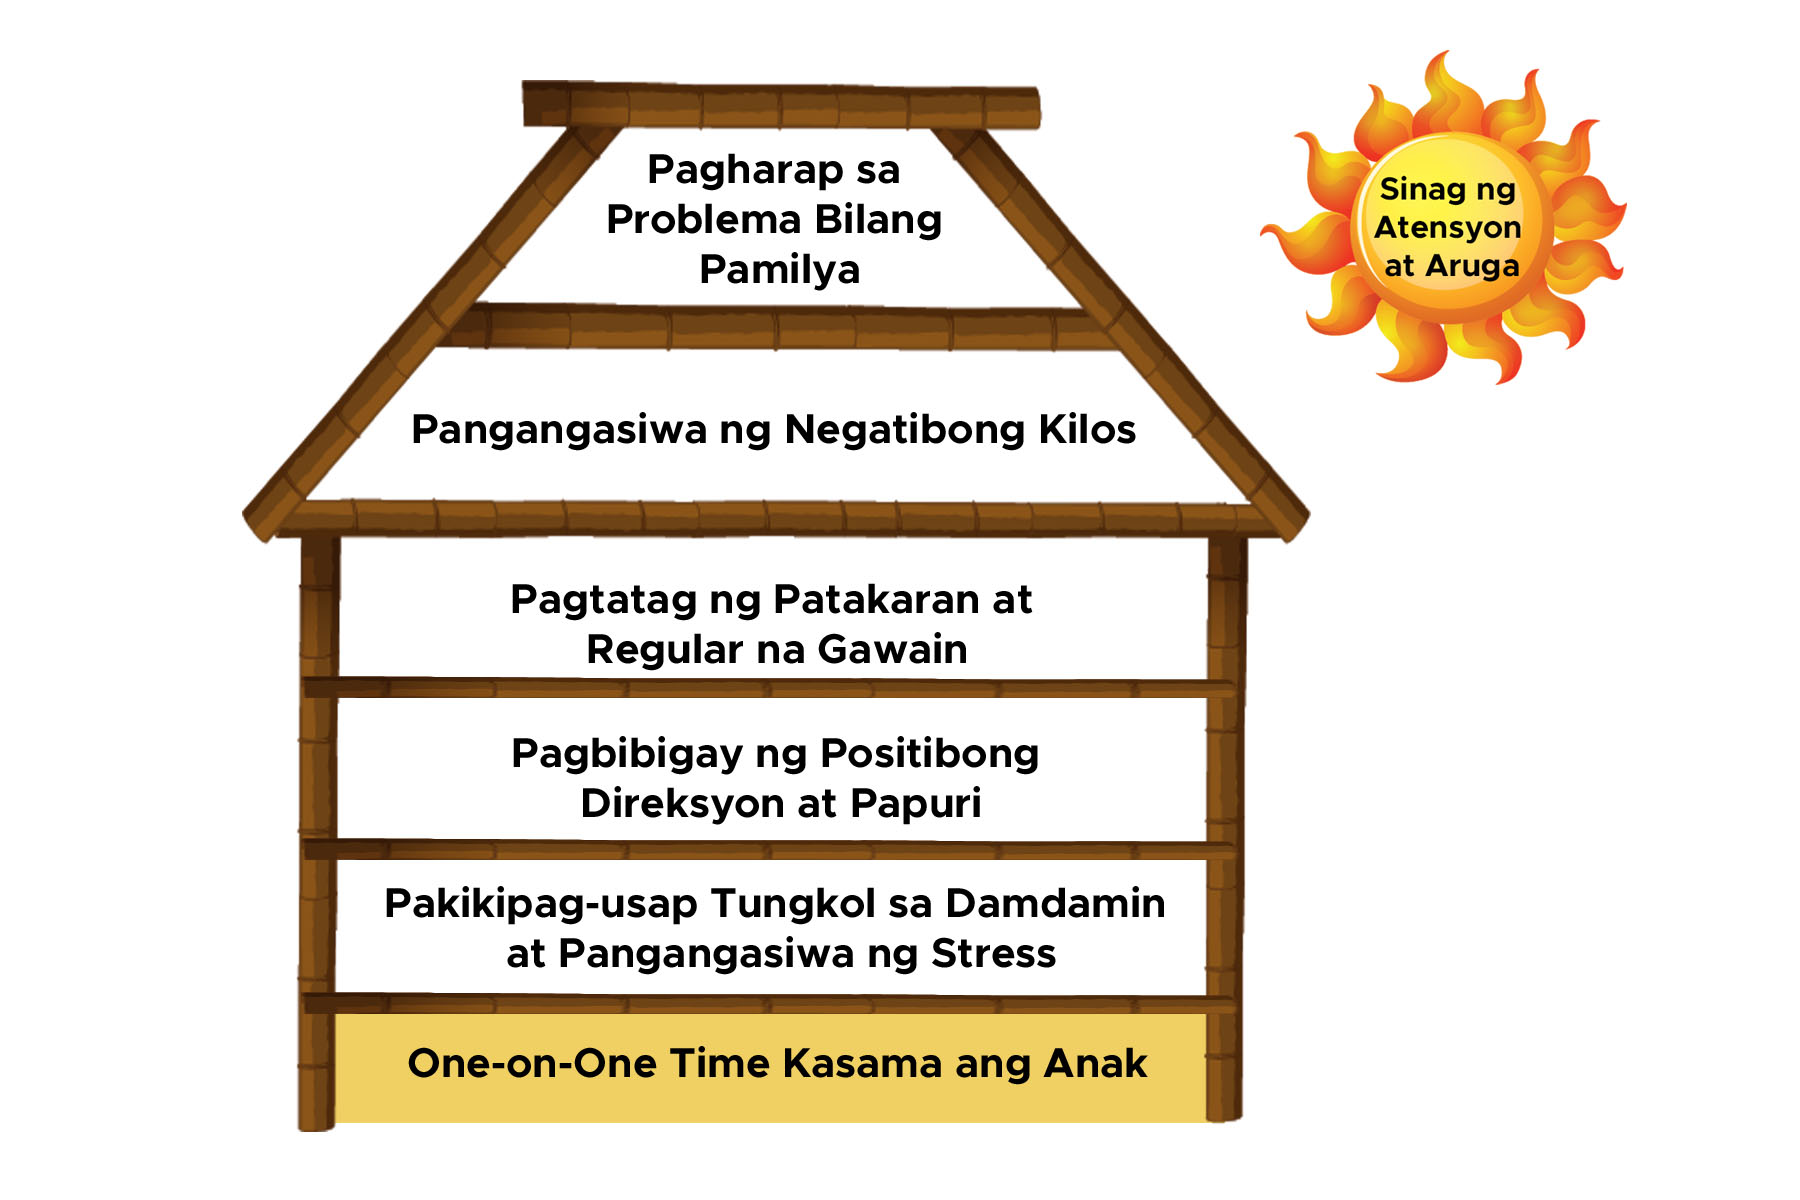 Pagharap sa
Problema Bilang
Pamilya
Sinag ng
Atensyon
at Aruga
Pangangasiwa ng Negatibong Kilos
Pagtatag ng Patakaran at
Regular na Gawain
Pagbibigay ng Positibong
Direksyon at Papuri
Pakikipag-usap Tungkol sa Damdamin
at Pangangasiwa ng Stress
One-on-One Time Kasama ang Anak